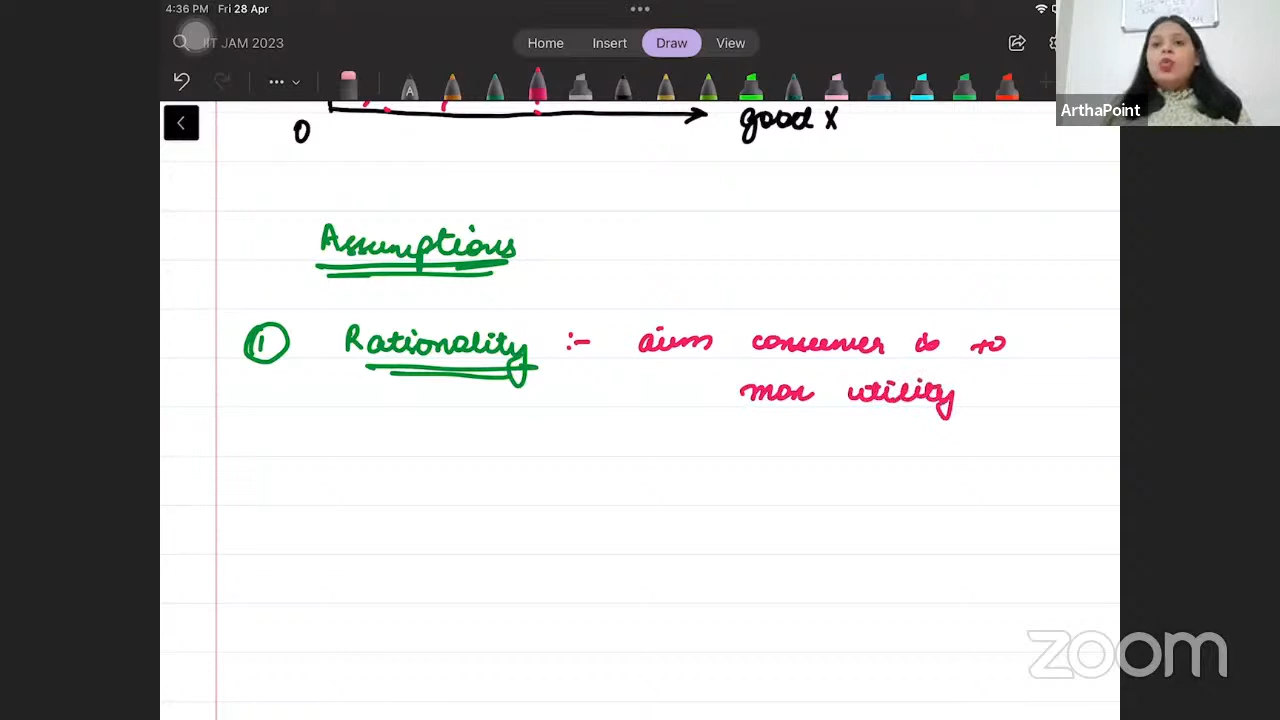 4:36 PM Fri 28 Apr
IIT JAM 2023
Home Insert Draw View
A
ArthaPoint
0 good X
Assumptions
① Rationality :- aims consumer is to
max utility
zoom